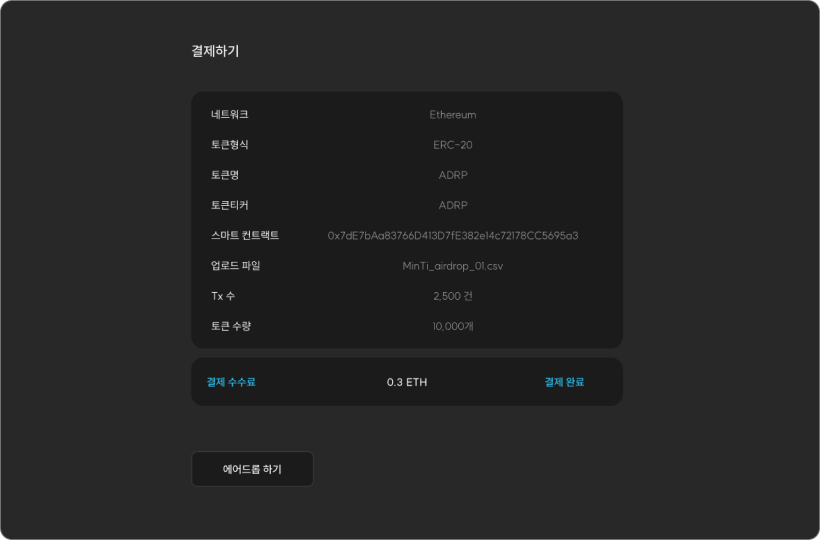 결제하기
네트워크 Ethereum
토큰형식 ERC-20
토큰명 ADRP
토큰티커 ADRP
스마트 컨트랙트 0x7dE7bAa83766D413D7fE382e14c72178CC5695a3
업로드 파일 MinTi_airdrop_01.csv
Tx 수 2,500 건
토큰 수량 10,000개
결제 수수료 0.3 ETH 결제 완료
에어드롭 하기